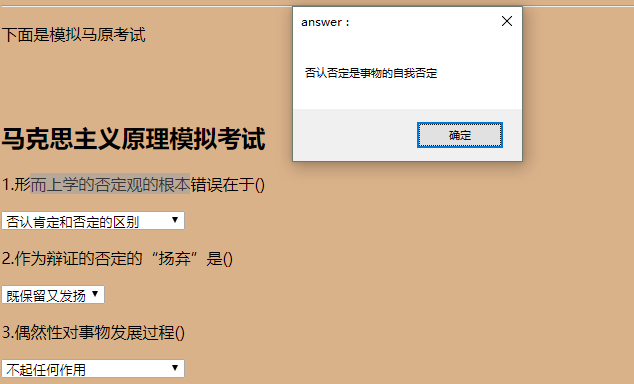 下面是模拟马原考试
answer :
否认否定是事物的自我否定
确定
马克思主义原理模拟考试
1.形而上学的否定观的根本错误在于()
否认肯定和否定的区别
2.作为辩证的否定的“扬弃”是()
既保留又发扬
3.偶然性对事物发展过程()
不起任何作用